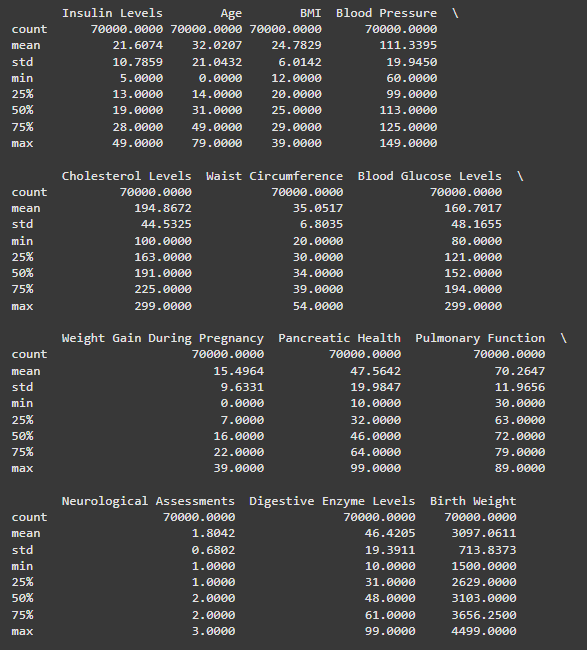 Insulin Levels Age BMI Blood Pressure \
count 70000.0000 70000.0000 70000.0000 70000.0000
mean 21.6074 32.0207 24.7829 111.3395
std 10.7859 21.0432 6.0142 19.9450
min 5.0000 0.0000 12.0000 60.0000
25% 13.0000 14.0000 20.0000 99.0000
50% 19.0000 31.0000 25.0000 113.0000
75% 28.0000 49.0000 29.0000 125.0000
max 49.0000 79.0000 39.0000 149.0000
Cholesterol Levels Waist Circumference Blood Glucose Levels \
count 70000.0000 70000.0000 70000.0000
mean 194.8672 35.0517 160.7017
std 44.5325 6.8035 48.1655
min 100.0000 20.0000 80.0000
25% 163.0000 30.0000 121.0000
50% 191.0000 34.0000 152.0000
75% 225.0000 39.0000 194.0000
max 299.0000 54.0000 299.0000
Weight Gain During Pregnancy Pancreatic Health Pulmonary Function \
count 70000.0000 70000.0000 70000.0000
mean 15.4964 47.5642 70.2647
std 9.6331 19.9847 11.9656
min 0.0000 10.0000 30.0000
25% 7.0000 32.0000 63.0000
50% 16.0000 46.0000 72.0000
75% 22.0000 64.0000 79.0000
max 39.0000 99.0000 89.0000
Neurological Assessments Digestive Enzyme Levels Birth Weight
count 70000.0000 70000.0000 70000.0000
mean 1.8042 46.4205 3097.0611
std 0.6802 19.3911 713.8373
min 1.0000 10.0000 1500.0000
25% 1.0000 31.0000 2629.0000
50% 2.0000 48.0000 3103.0000
75% 2.0000 61.0000 3656.2500
max 3.0000 99.0000 4499.0000